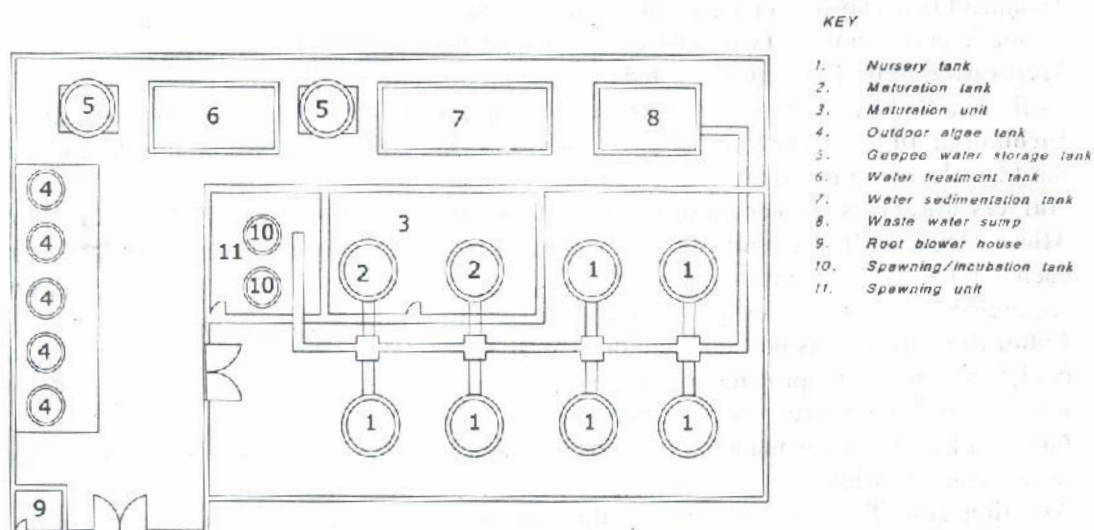 KEY
1. Nursery tank
2. Maturation tank
3. Maturation unit
4. Outdoor algae tank
5. Geepco water storage tank
6. Water treatment tank
7. Water sedimentation tank
8. Waste water sump
9. Root blower house
10. Spawning/incubation tank
11. Spawning unit
5 6 5 7 8
4
4
4
4
4
9
11 10
10
3
2 2 1 1
1 1 1 1